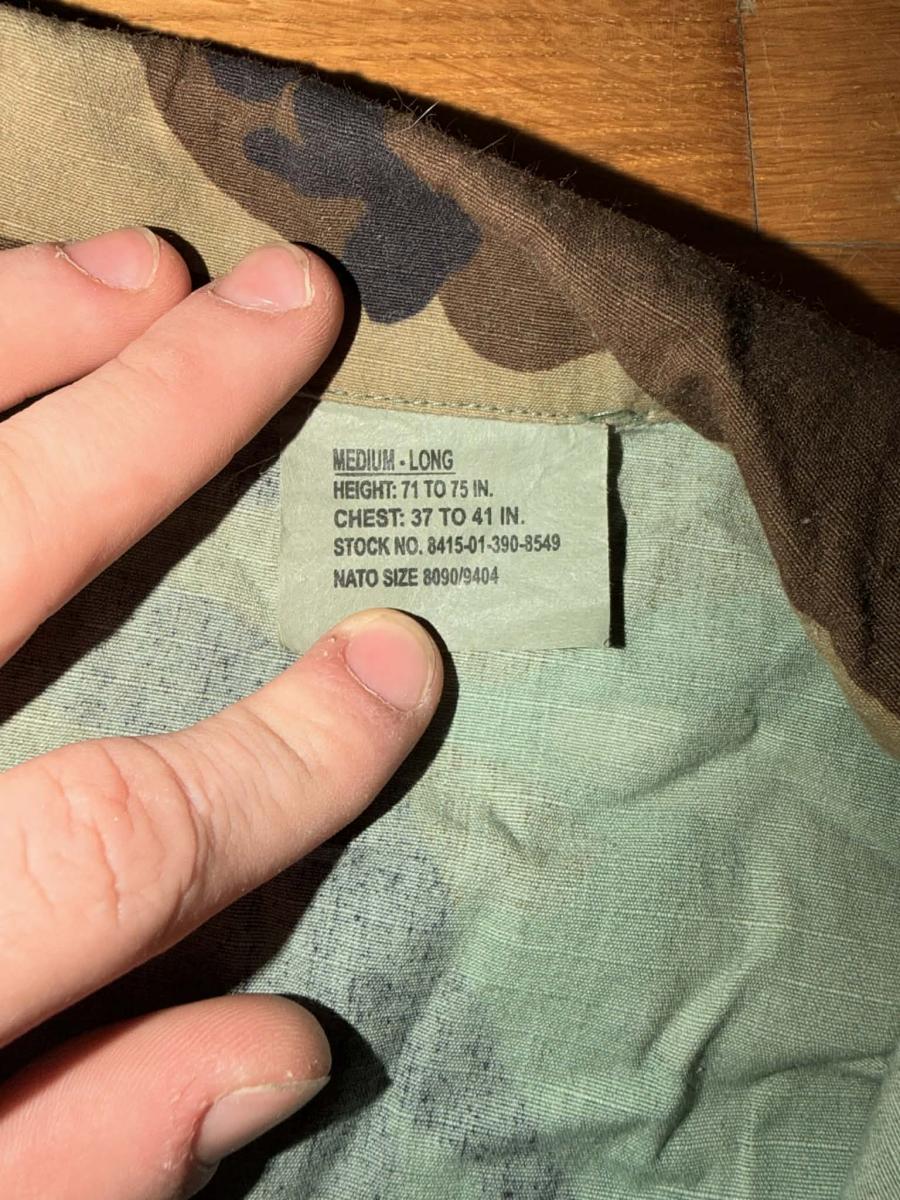 MEDIUM - LONG
HEIGHT: 71 TO 75 IN.
CHEST: 37 TO 41 IN.
STOCK NO. 8415-01-390-8549
NATO SIZE 8090/9404